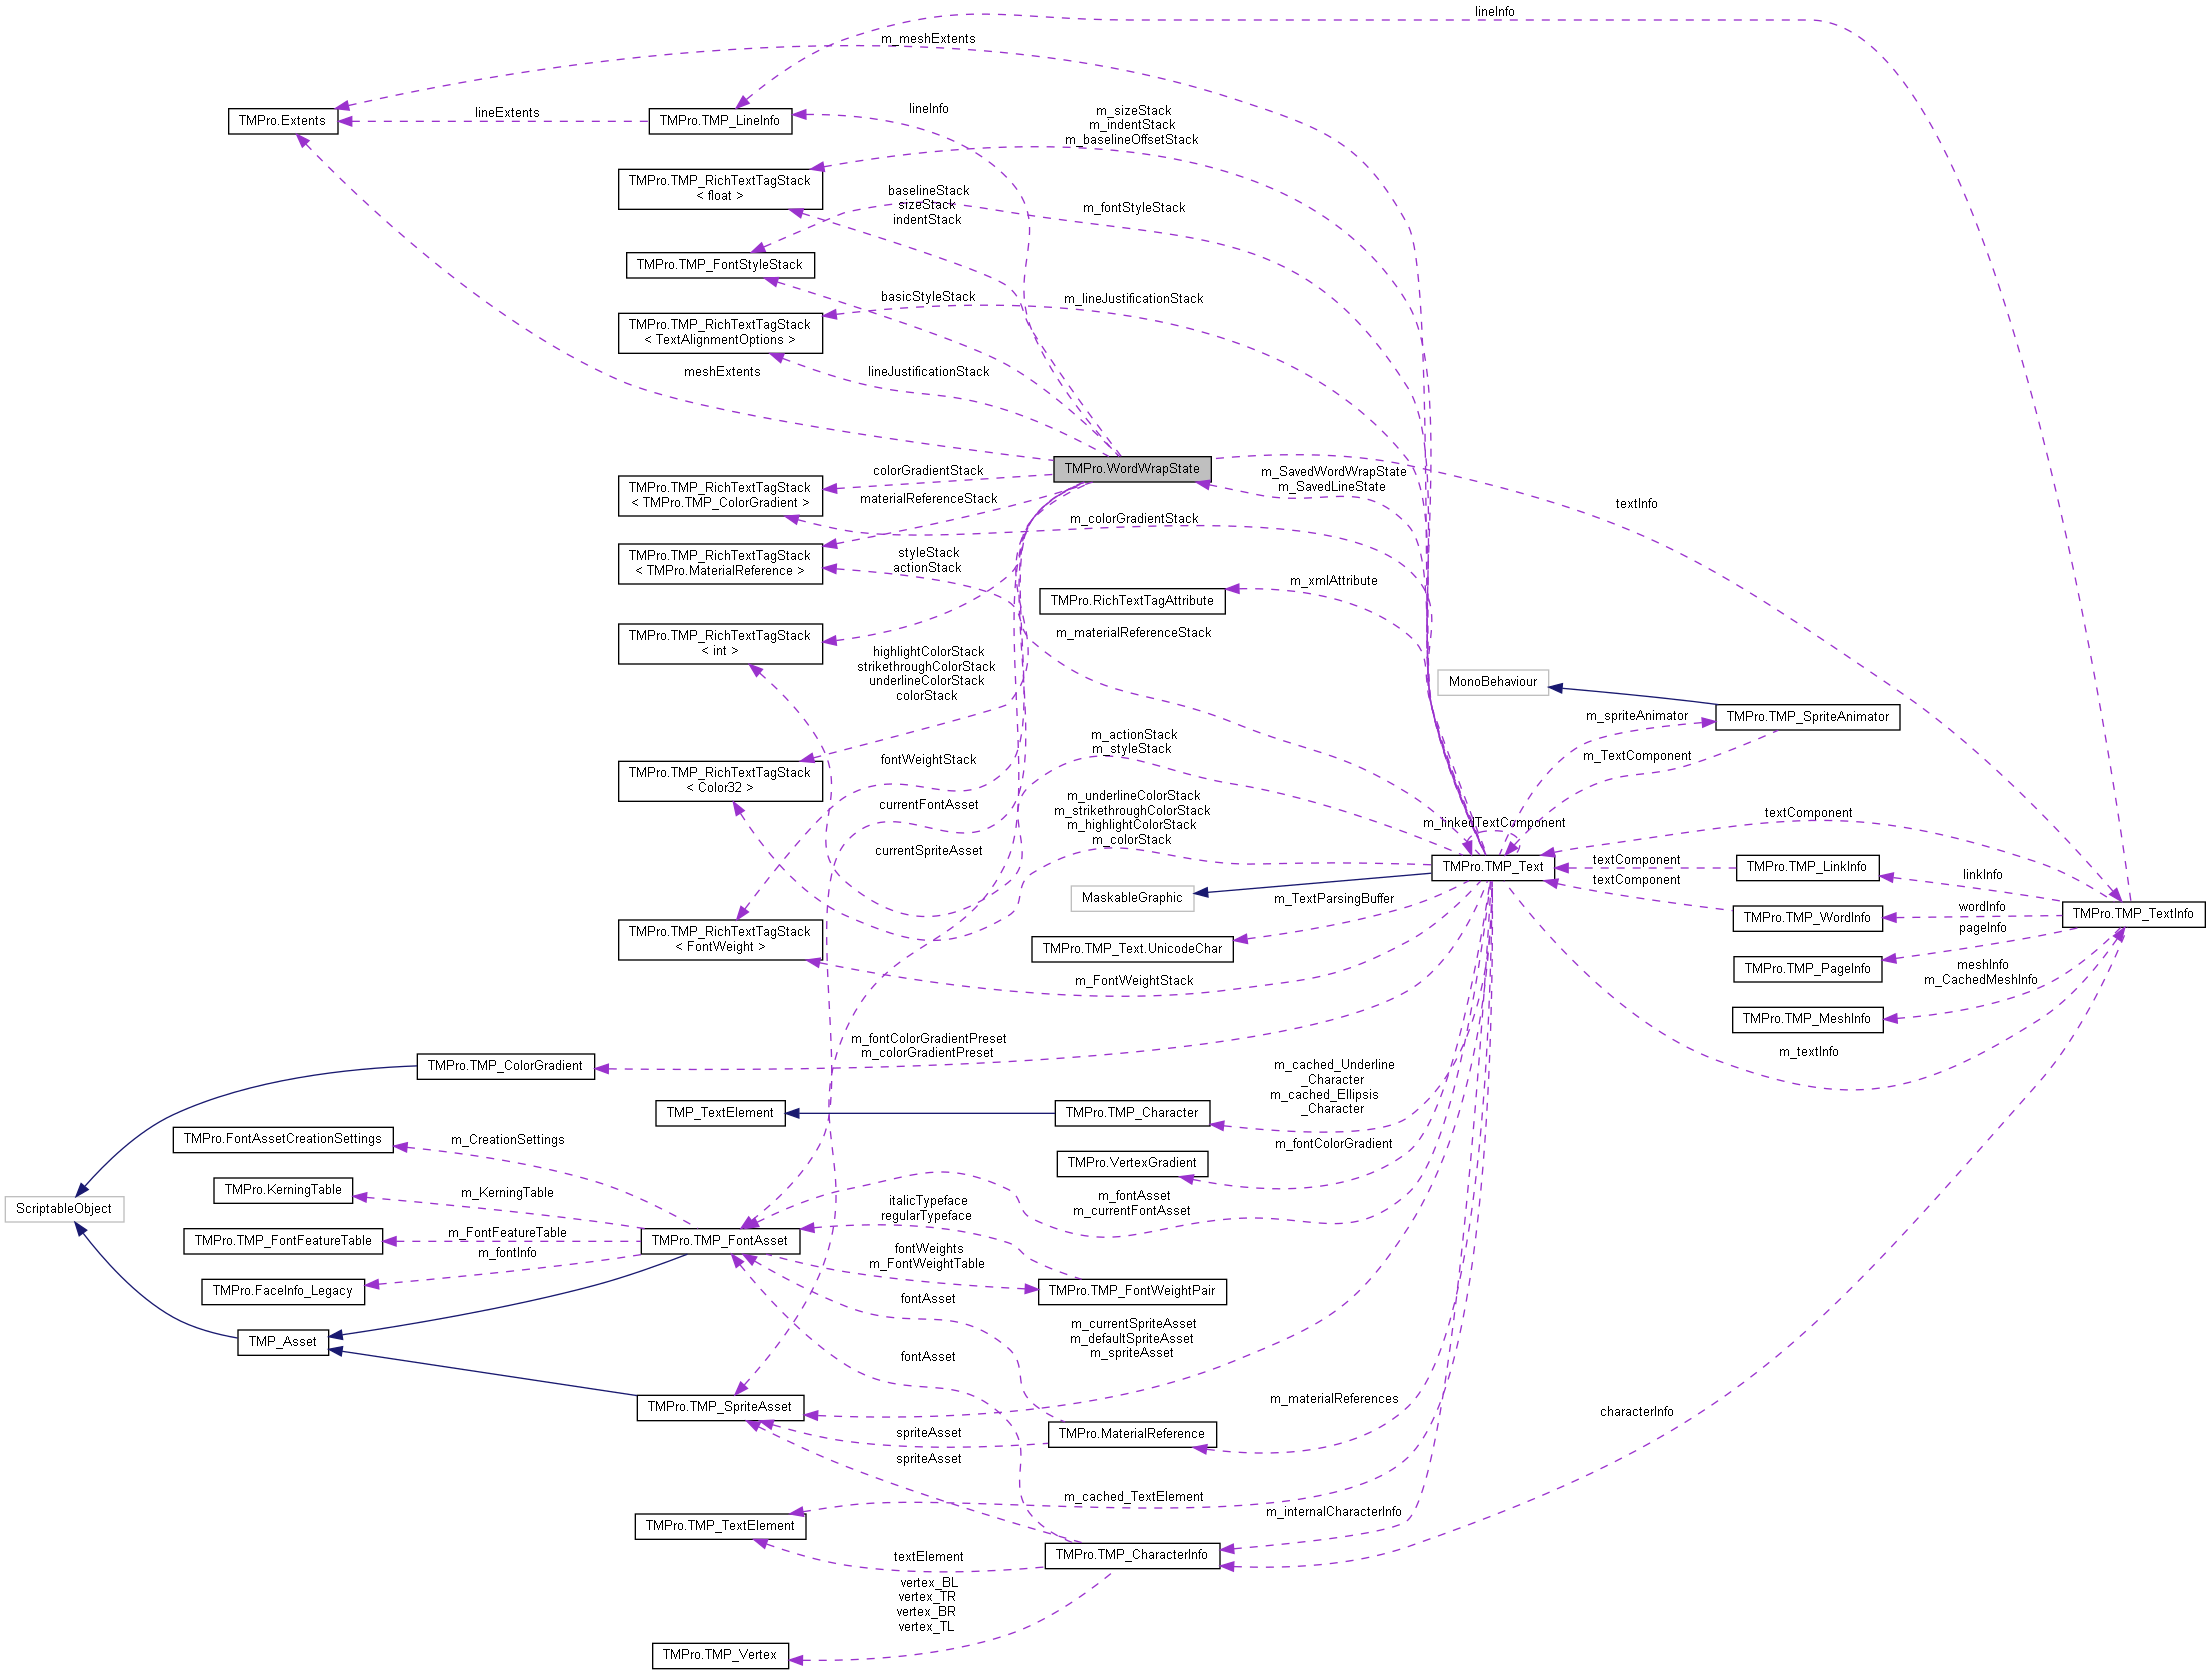 lineInfo
m_meshExtents
TMPro.Extents
lineExtents
TMPro.TMP_LineInfo
lineInfo
m_sizeStack
m_indentStack
m_baselineOffsetStack
TMPro.TMP_RichTextTagStack
< float >
baselineStack
sizeStack
indentStack
m_fontStyleStack
TMPro.TMP_FontStyleStack
basicStyleStack
m_lineJustificationStack
TMPro.TMP_RichTextTagStack
< TextAlignmentOptions >
meshExtents
lineJustificationStack
TMPro.WordWrapState
colorGradientStack
m_SavedWordWrapState
m_SavedLineState
TMPro.TMP_RichTextTagStack
< TMPro.TMP_ColorGradient >
materialReferenceStack
textInfo
m_colorGradientStack
TMPro.TMP_RichTextTagStack
< TMPro.MaterialReference >
styleStack
actionStack
m_xmlAttribute
TMPro.RichTextTagAttribute
TMPro.TMP_RichTextTagStack
< int >
m_materialReferenceStack
highlightColorStack
strikethroughColorStack
underlineColorStack
colorStack
MonoBehaviour
m_spriteAnimator
TMPro.TMP_SpriteAnimator
m_actionStack
m_styleStack
m_TextComponent
fontWeightStack
TMPro.TMP_RichTextTagStack
< Color32 >
currentFontAsset
m_underlineColorStack
m_strikethroughColorStack
m_highlightColorStack
m_colorStack
m_linkedTextComponent
textComponent
currentSpriteAsset
TMPro.TMP_Text
textComponent
TMPro.TMP_LinkInfo
textComponent
linkInfo
MaskableGraphic
m_TextParsingBuffer
TMPro.TMP_WordInfo
wordInfo
TMPro.TMP_TextInfo
pageInfo
TMPro.TMP_RichTextTagStack
< FontWeight >
TMPro.TMP_Text.UnicodeChar
TMPro.TMP_PageInfo
meshInfo
m_CachedMeshInfo
m_FontWeightStack
TMPro.TMP_MeshInfo
m_fontColorGradientPreset
m_colorGradientPreset
m_textInfo
TMPro.TMP_ColorGradient
m_cached_Underline
_Character
m_cached_Ellipsis
_Character
TMP_TextElement
TMPro.TMP_Character
TMPro.FontAssetCreationSettings
m_CreationSettings
m_fontColorGradient
TMPro.VertexGradient
TMPro.KerningTable
m_KerningTable
m_fontAsset
m_currentFontAsset
italicTypeface
regularTypeface
ScriptableObject
TMPro.TMP_FontFeatureTable
m_FontFeatureTable
m_fontInfo
TMPro.TMP_FontAsset
fontWeights
m_FontWeightTable
TMPro.FaceInfo_Legacy
TMPro.TMP_FontWeightPair
fontAsset
m_currentSpriteAsset
m_defaultSpriteAsset
m_spriteAsset
TMP_Asset
fontAsset
TMPro.TMP_SpriteAsset
m_materialReferences
characterInfo
spriteAsset
TMPro.MaterialReference
spriteAsset
m_cached_TextElement
m_internalCharacterInfo
TMPro.TMP_TextElement
textElement
TMPro.TMP_CharacterInfo
vertex_BL
vertex_TR
vertex_BR
vertex_TL
TMPro.TMP_Vertex